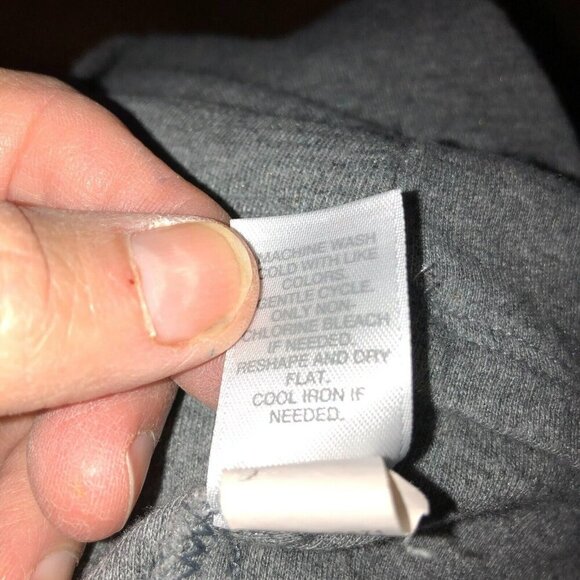 MACHINE WASH
COLD WITH LIKE
COLORS.
GENTLE CYCLE.
ONLY NON-
CHLORINE BLEACH
IF NEEDED.
RESHAPE AND DRY
FLAT.
COOL IRON IF
NEEDED.